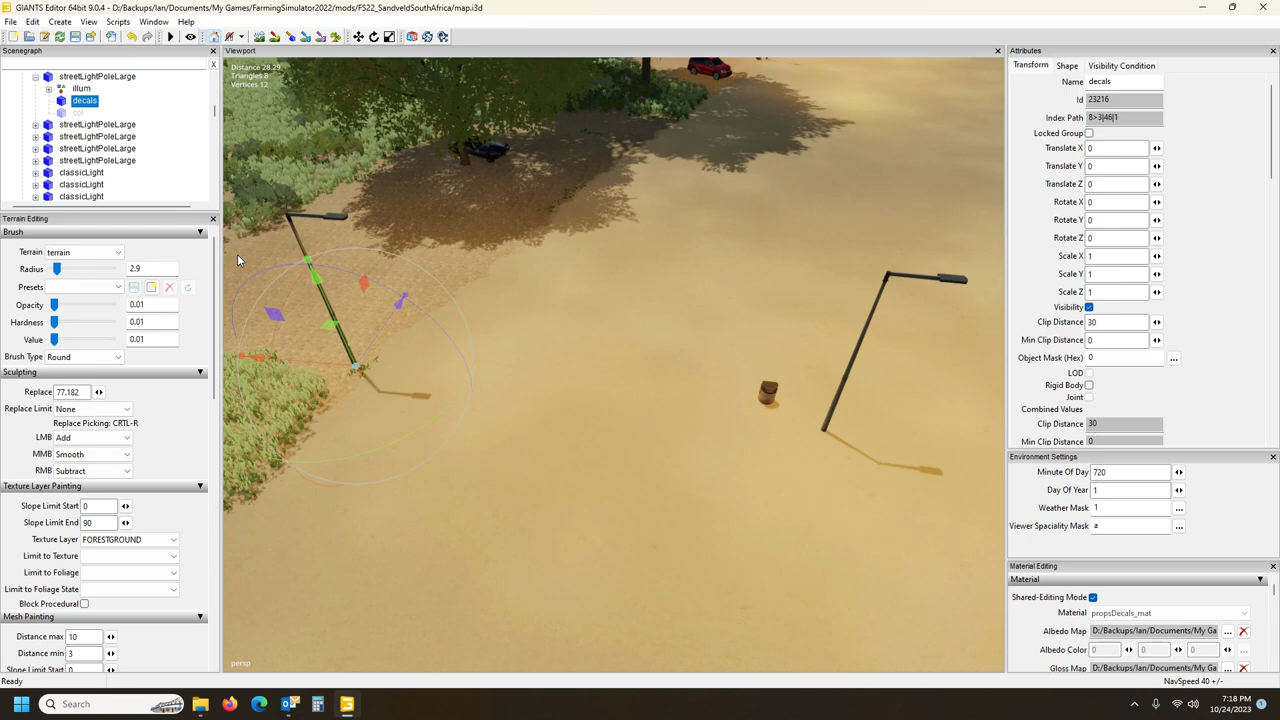 GIANTS Editor 64bit 9.0.4 - D:/Backups/Ian/Documents/My Games/FarmingSimulator2022/mods/FS22_SandveldSouthAfrica/map.i3d
File Edit Create View Scripts Window Help
Scenegraph
X
streetLightPoleLarge
illum
decals
col
streetLightPoleLarge
streetLightPoleLarge
streetLightPoleLarge
streetLightPoleLarge
classicLight
classicLight
classicLight
Terrain Editing
Brush
Terrain terrain
Radius 2.9
Presets
Opacity 0.01
Hardness 0.01
Value 0.01
Brush Type Round
Sculpting
Replace 77.182
Replace Limit None
Replace Picking: CRTL-R
LMB Add
MMB Smooth
RMB Subtract
Texture Layer Painting
Slope Limit Start 0
Slope Limit End 90
Texture Layer FORESTGROUND
Limit to Texture
Limit to Foliage
Limit to Foliage State
Block Procedural
Mesh Painting
Distance max 10
Distance min 3
Slope Limit Start 0
Ready
Viewport
Distance 28.29
Triangles 8
Vertices 12
persp
Attributes
Transform Shape Visibility Condition
Name decals
Id 23216
Index Path 8>3|46|1
Locked Group
Translate X 0
Translate Y 0
Translate Z 0
Rotate X 0
Rotate Y 0
Rotate Z 0
Scale X 1
Scale Y 1
Scale Z 1
Visibility
Clip Distance 30
Min Clip Distance 0
Object Mask (Hex) 0 ...
LOD
Rigid Body
Joint
Combined Values
Clip Distance 30
Min Clip Distance 0
Environment Settings
Minute Of Day 720
Day Of Year 1
Weather Mask 1 ...
Viewer Spaciality Mask a ...
Material Editing
Material
Shared-Editing Mode
Material propsDecals_mat
Albedo Map D:/Backups/Ian/Documents/My Ga ...
Albedo Color 0 0 0 ...
Gloss Map D:/Backups/Ian/Documents/My Ga ...
NavSpeed 40 +/-
Search
7:18 PM
10/24/2023